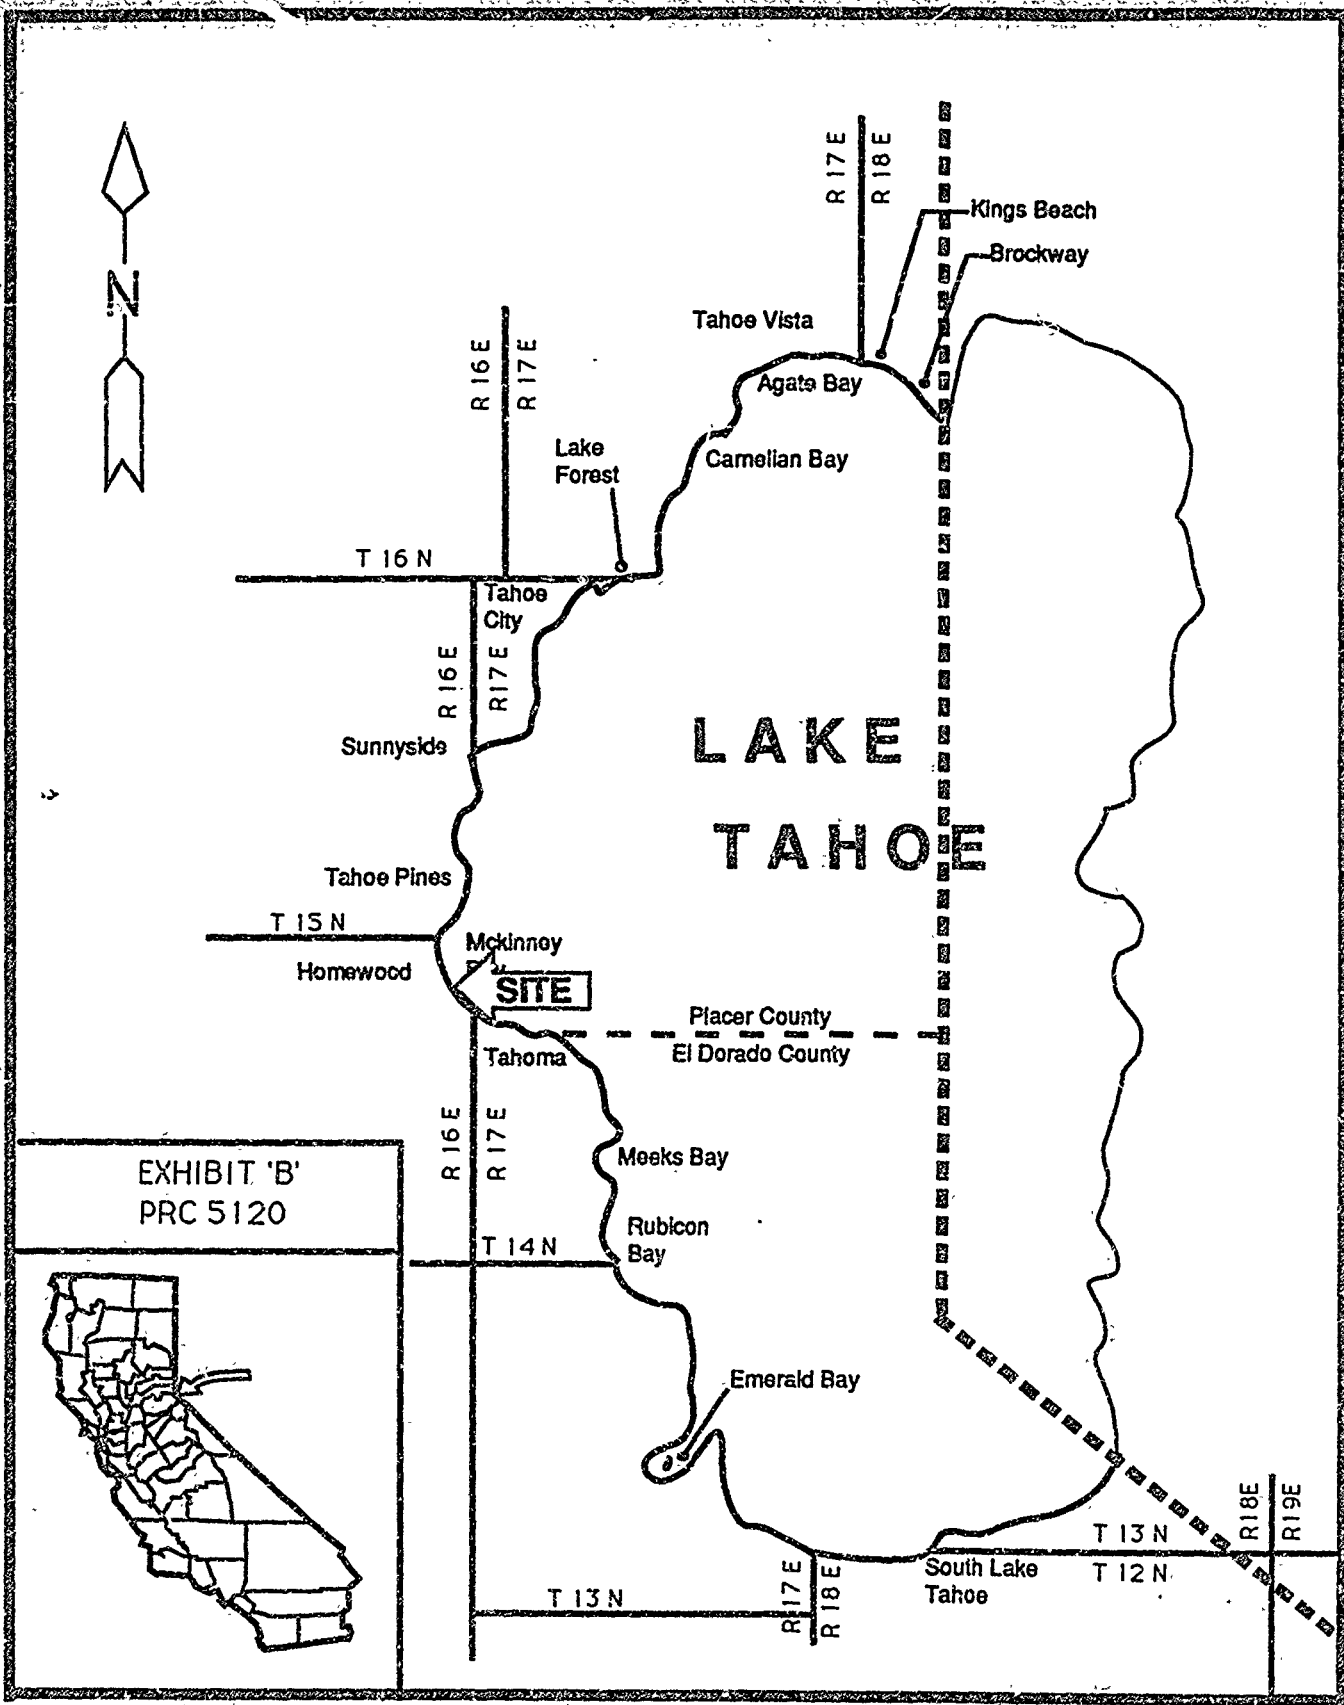 R 17 E
R 18 E
Kings Beach
Brockway
N
Tahoe Vista
R 16 E
R 17 E
Agate Bay
Lake
Forest
Carnelian Bay
T 16 N
Tahoe
City
R 16 E
R 17 E
Sunnyside
LAKE
TAHOE
Tahoe Pines
T 15 N
Mckinney
Homewood
SITE
Placer County
El Dorado County
Tahoma
R 16 E
R 17 E
Meeks Bay
EXHIBIT 'B'
PRC 5120
Rubicon
Bay
T 14 N
Emerald Bay
R 18 E
R 19 E
T 13 N
T 12 N
South Lake
Tahoe
T 13 N
R 17 E
R 18 E